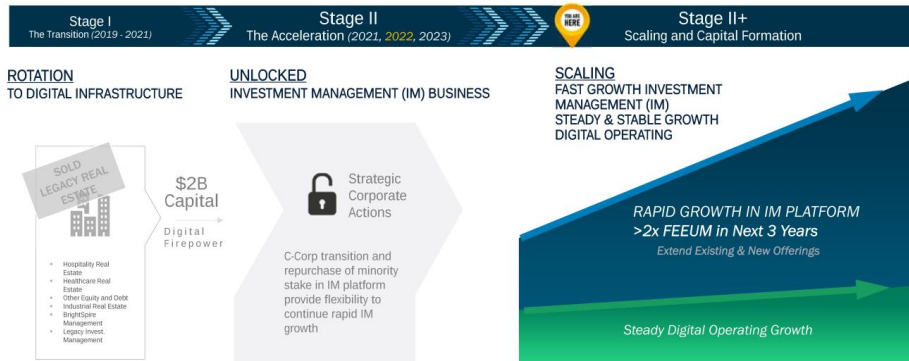 Stage I
The Transition (2019 - 2021)
Stage II
The Acceleration (2021, 2022, 2023)
YOU ARE
HERE
Stage II+
Scaling and Capital Formation
ROTATION
TO DIGITAL INFRASTRUCTURE
SOLD
LEGACY REAL
ESTATE
• Hospitality Real
Estate
• Healthcare Real
Estate
• Other Equity and Debt
• Industrial Real Estate
• BrightSpire
Management
• Legacy Invest.
Management
$2B
Capital
Digital
Firepower
UNLOCKED
INVESTMENT MANAGEMENT (IM) BUSINESS
Strategic
Corporate
Actions
C-Corp transition and
repurchase of minority
stake in IM platform
provide flexibility to
continue rapid IM
growth
SCALING
FAST GROWTH INVESTMENT
MANAGEMENT (IM)
STEADY & STABLE GROWTH
DIGITAL OPERATING
RAPID GROWTH IN IM PLATFORM
>2x FEEUM in Next 3 Years
Extend Existing & New Offerings
Steady Digital Operating Growth